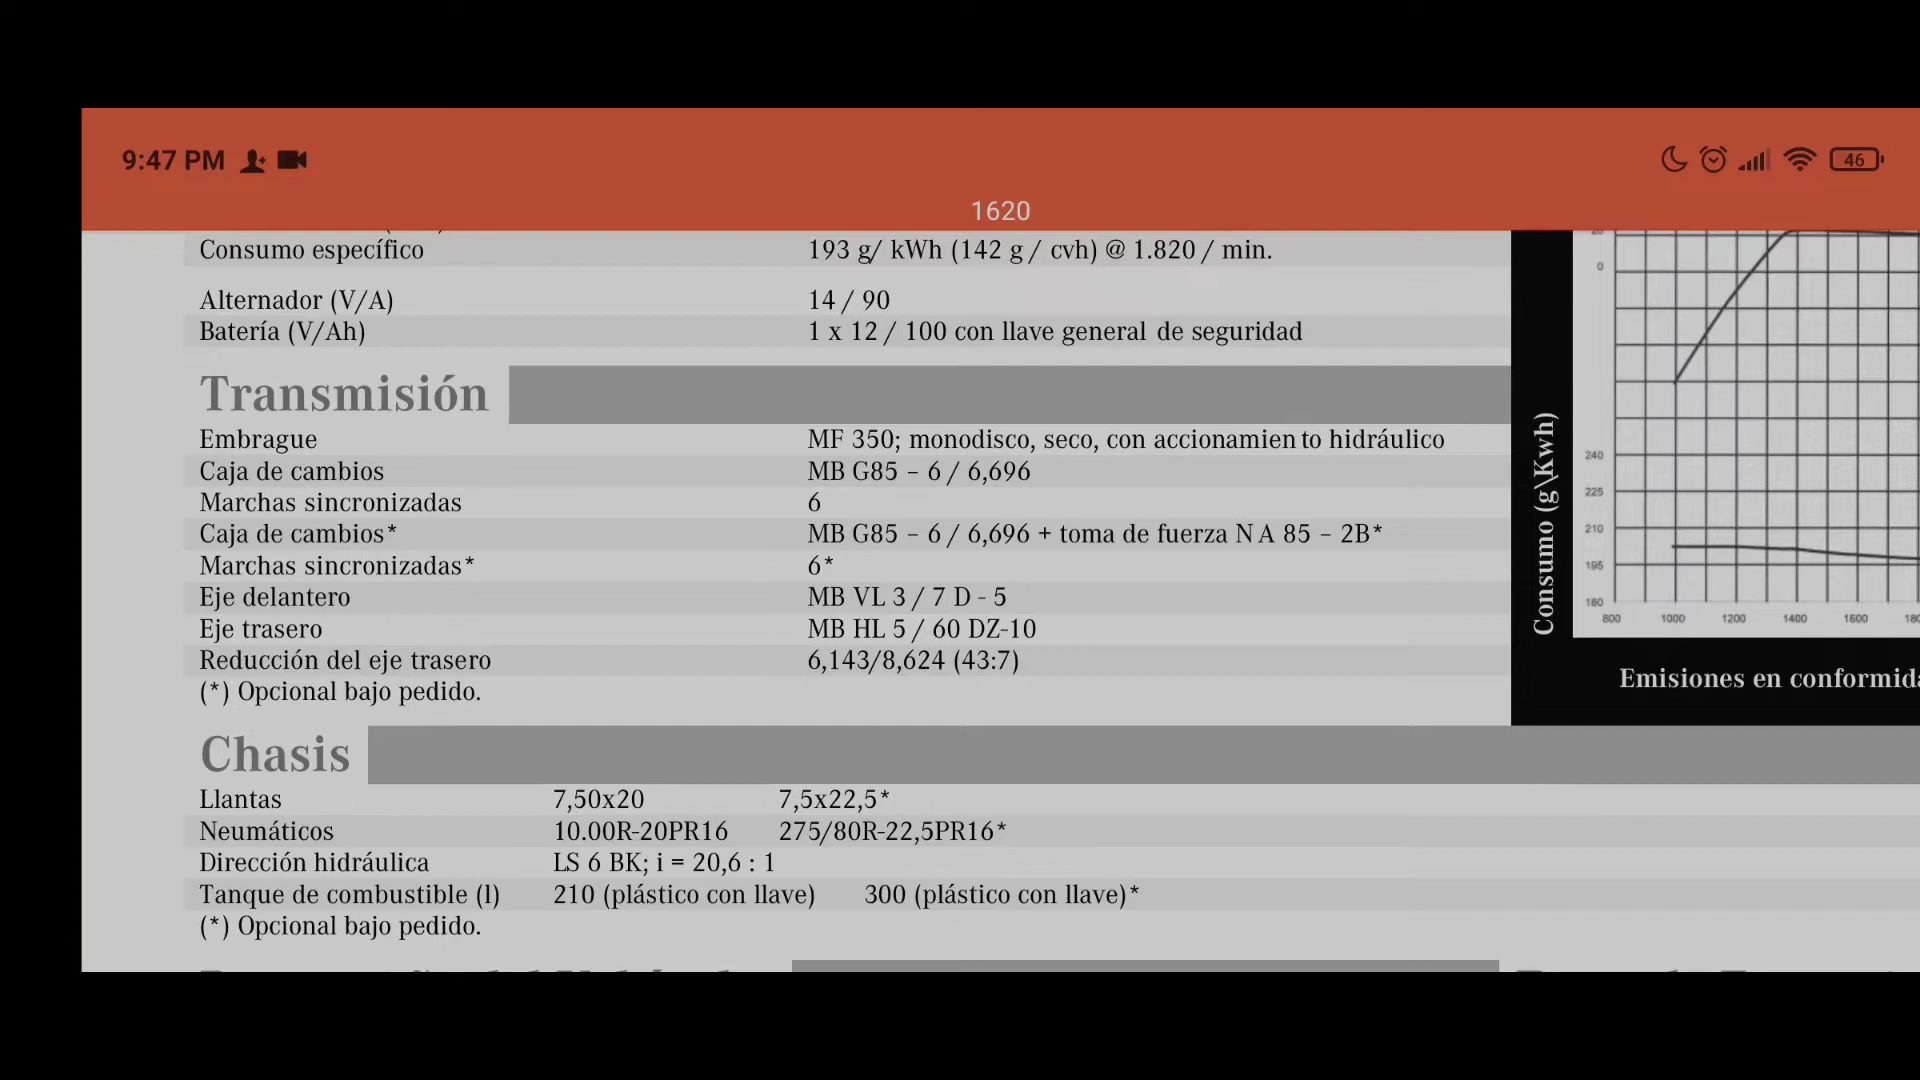 9:47 PM
46
1620
Consumo específico 193 g/ kWh (142 g / cvh) @ 1.820 / min.
Alternador (V/A) 14 / 90
Batería (V/Ah) 1 x 12 / 100 con llave general de seguridad
Transmisión
Embrague MF 350; monodisco, seco, con accionamien to hidráulico
Caja de cambios MB G85 – 6 / 6,696
Marchas sincronizadas 6
Caja de cambios* MB G85 – 6 / 6,696 + toma de fuerza N A 85 – 2B*
Marchas sincronizadas* 6*
Eje delantero MB VL 3 / 7 D - 5
Eje trasero MB HL 5 / 60 DZ-10
Reducción del eje trasero 6,143/8,624 (43:7)
(*) Opcional bajo pedido.
0
Consumo (g\Kwh)
240
225
210
195
180
800 1000 1200 1400 1600
Emisiones en
Chasis
Llantas 7,50x20 7,5x22,5*
Neumáticos 10.00R-20PR16 275/80R-22,5PR16*
Dirección hidráulica LS 6 BK; i = 20,6 : 1
Tanque de combustible (l) 210 (plástico con llave) 300 (plástico con llave)*
(*) Opcional bajo pedido.